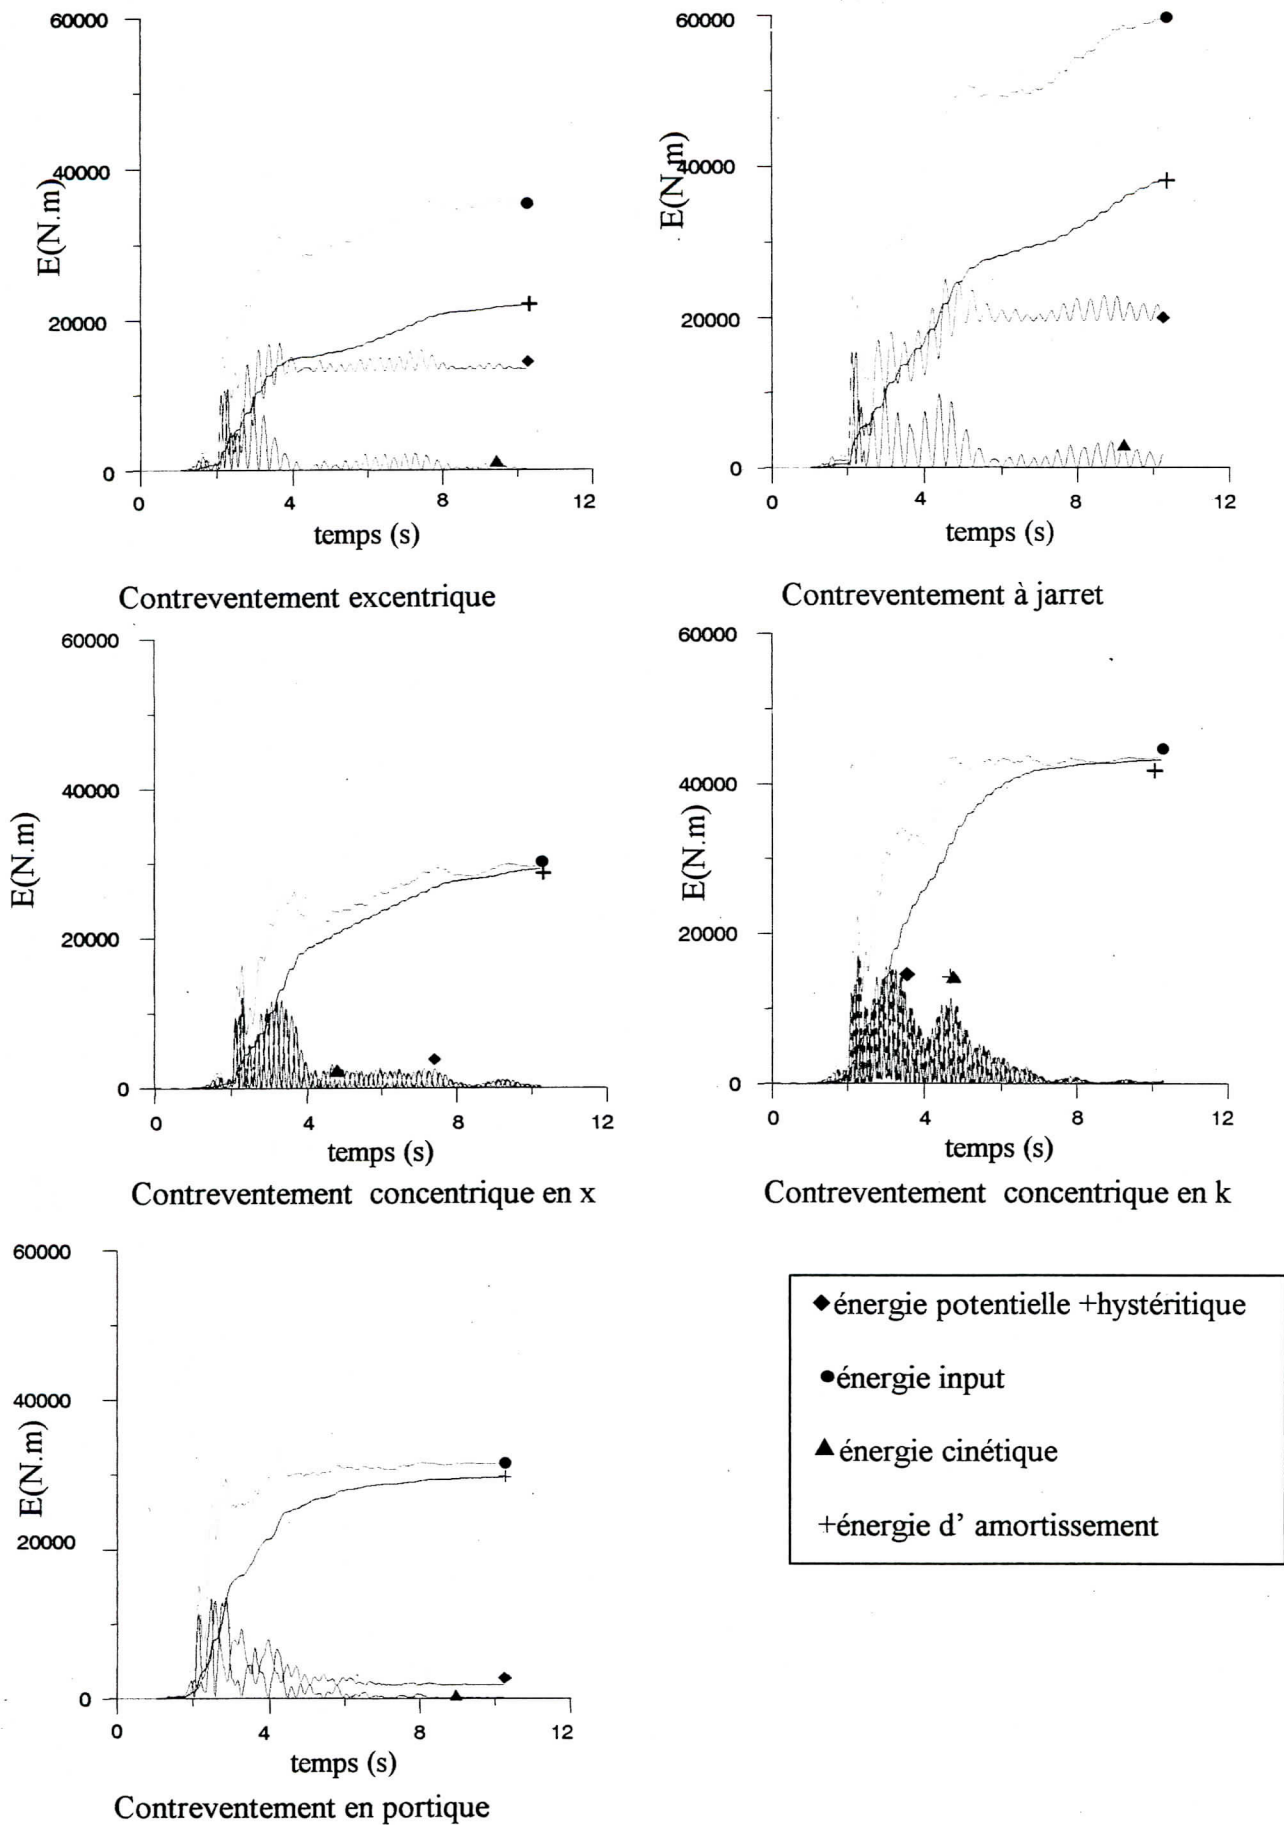 60000
40000
20000
0
E(N.m)
0 4 8 12
temps (s)
Contreventement excentrique
60000
40000
20000
0
E(N.m)
0 4 8 12
temps (s)
Contreventement à jarret
60000
40000
20000
0
E(N.m)
0 4 8 12
temps (s)
Contreventement concentrique en x
60000
40000
20000
0
E(N.m)
0 4 8 12
temps (s)
Contreventement concentrique en k
60000
40000
20000
0
E(N.m)
0 4 8 12
temps (s)
Contreventement en portique
◆énergie potentielle +hystéritique
●énergie input
▲énergie cinétique
+énergie d' amortissement